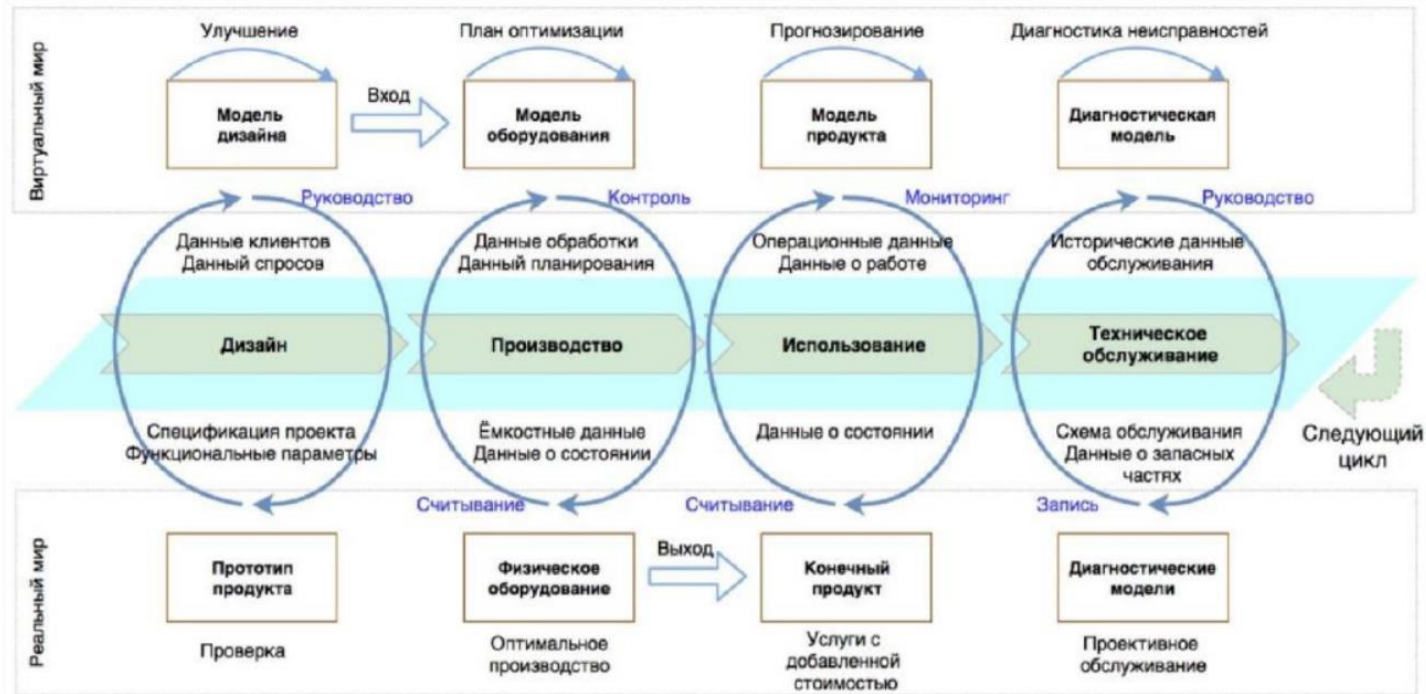 Виртуальный мир
Улучшение
План оптимизации
Прогнозирование
Диагностика неисправностей
Модель
дизайна
Вход
Модель
оборудования
Модель
продукта
Диагностическая
модель
Руководство
Контроль
Мониторинг
Руководство
Данные клиентов
Данный спросов
Данные обработки
Данный планирования
Операционные данные
Данные о работе
Исторические данные
обслуживания
Дизайн
Производство
Использование
Техническое
обслуживание
Спецификация проекта
Функциональные параметры
Ёмкостные данные
Данные о состоянии
Данные о состоянии
Схема обслуживания
Данные о запасных
частях
Следующий
цикл
Реальный мир
Считывание
Считывание
Запись
Прототип
продукта
Физическое
оборудование
Выход
Конечный
продукт
Диагностические
модели
Проверка
Оптимальное
производство
Услуги с
добавленной
стоимостью
Проективное
обслуживание